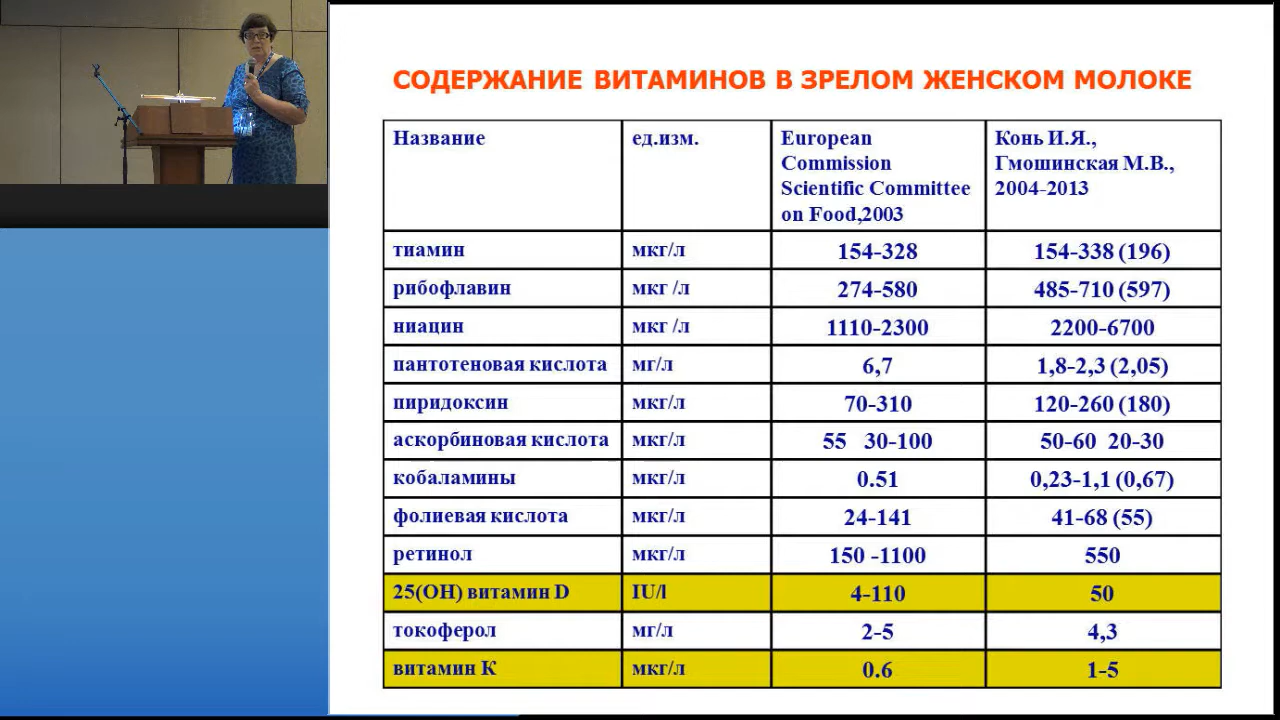 СОДЕРЖАНИЕ ВИТАМИНОВ В ЗРЕЛОМ ЖЕНСКОМ МОЛОКЕ
Название ед.изм. European Commission Scientific Committee on Food,2003 Конь И.Я., Гмошинская М.В., 2004-2013
тиамин мкг/л 154-328 154-338 (196)
рибофлавин мкг /л 274-580 485-710 (597)
ниацин мкг /л 1110-2300 2200-6700
пантотеновая кислота мг/л 6,7 1,8-2,3 (2,05)
пиридоксин мкг/л 70-310 120-260 (180)
аскорбиновая кислота мкг/л 55 30-100 50-60 20-30
кобаламины мкг/л 0.51 0,23-1,1 (0,67)
фолиевая кислота мкг/л 24-141 41-68 (55)
ретинол мкг/л 150 -1100 550
25(OH) витамин D IU/l 4-110 50
токоферол мг/л 2-5 4,3
витамин К мкг/л 0.6 1-5